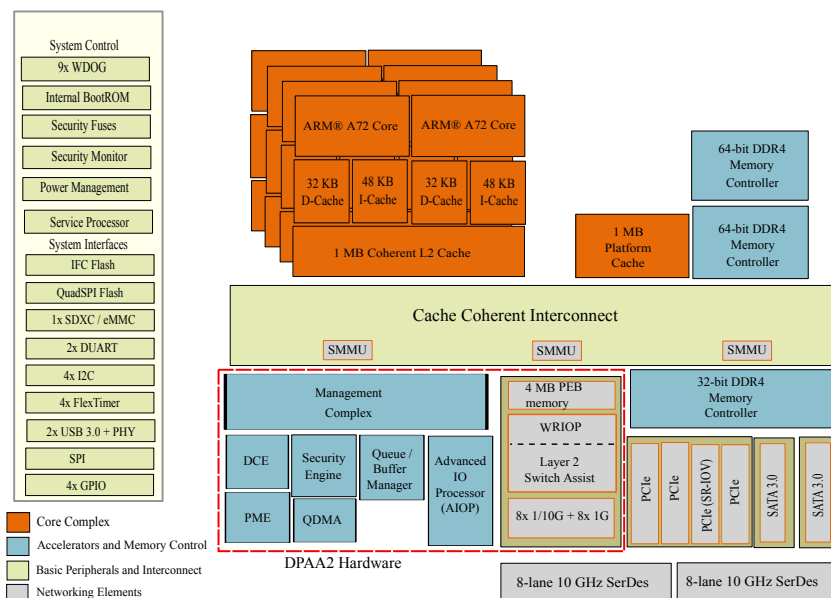 System Control
9x WDOG
Internal BootROM
Security Fuses
Security Monitor
Power Management
Service Processor
System Interfaces
IFC Flash
QuadSPI Flash
1x SDXC / eMMC
2x DUART
4x I2C
4x FlexTimer
2x USB 3.0 + PHY
SPI
4x GPIO
Core Complex
Accelerators and Memory Control
Basic Peripherals and Interconnect
Networking Elements
ARM® A72 Core
ARM® A72 Core
32 KB
D-Cache
48 KB
I-Cache
32 KB
D-Cache
48 KB
I-Cache
1 MB Coherent L2 Cache
64-bit DDR4
Memory
Controller
1 MB
Platform
Cache
64-bit DDR4
Memory
Controller
Cache Coherent Interconnect
SMMU
SMMU
SMMU
Management
Complex
4 MB PEB
memory
32-bit DDR4
Memory
Controller
DCE
Security
Engine
Queue /
Buffer
Manager
Advanced
IO
Processor
(AIOP)
PME
QDMA
WRIOP
Layer 2
Switch Assist
8x 1/10G + 8x 1G
PCIe
PCIe
PCIe (SR-IOV)
PCIe
SATA 3.0
SATA 3.0
DPAA2 Hardware
8-lane 10 GHz SerDes
8-lane 10 GHz SerDes